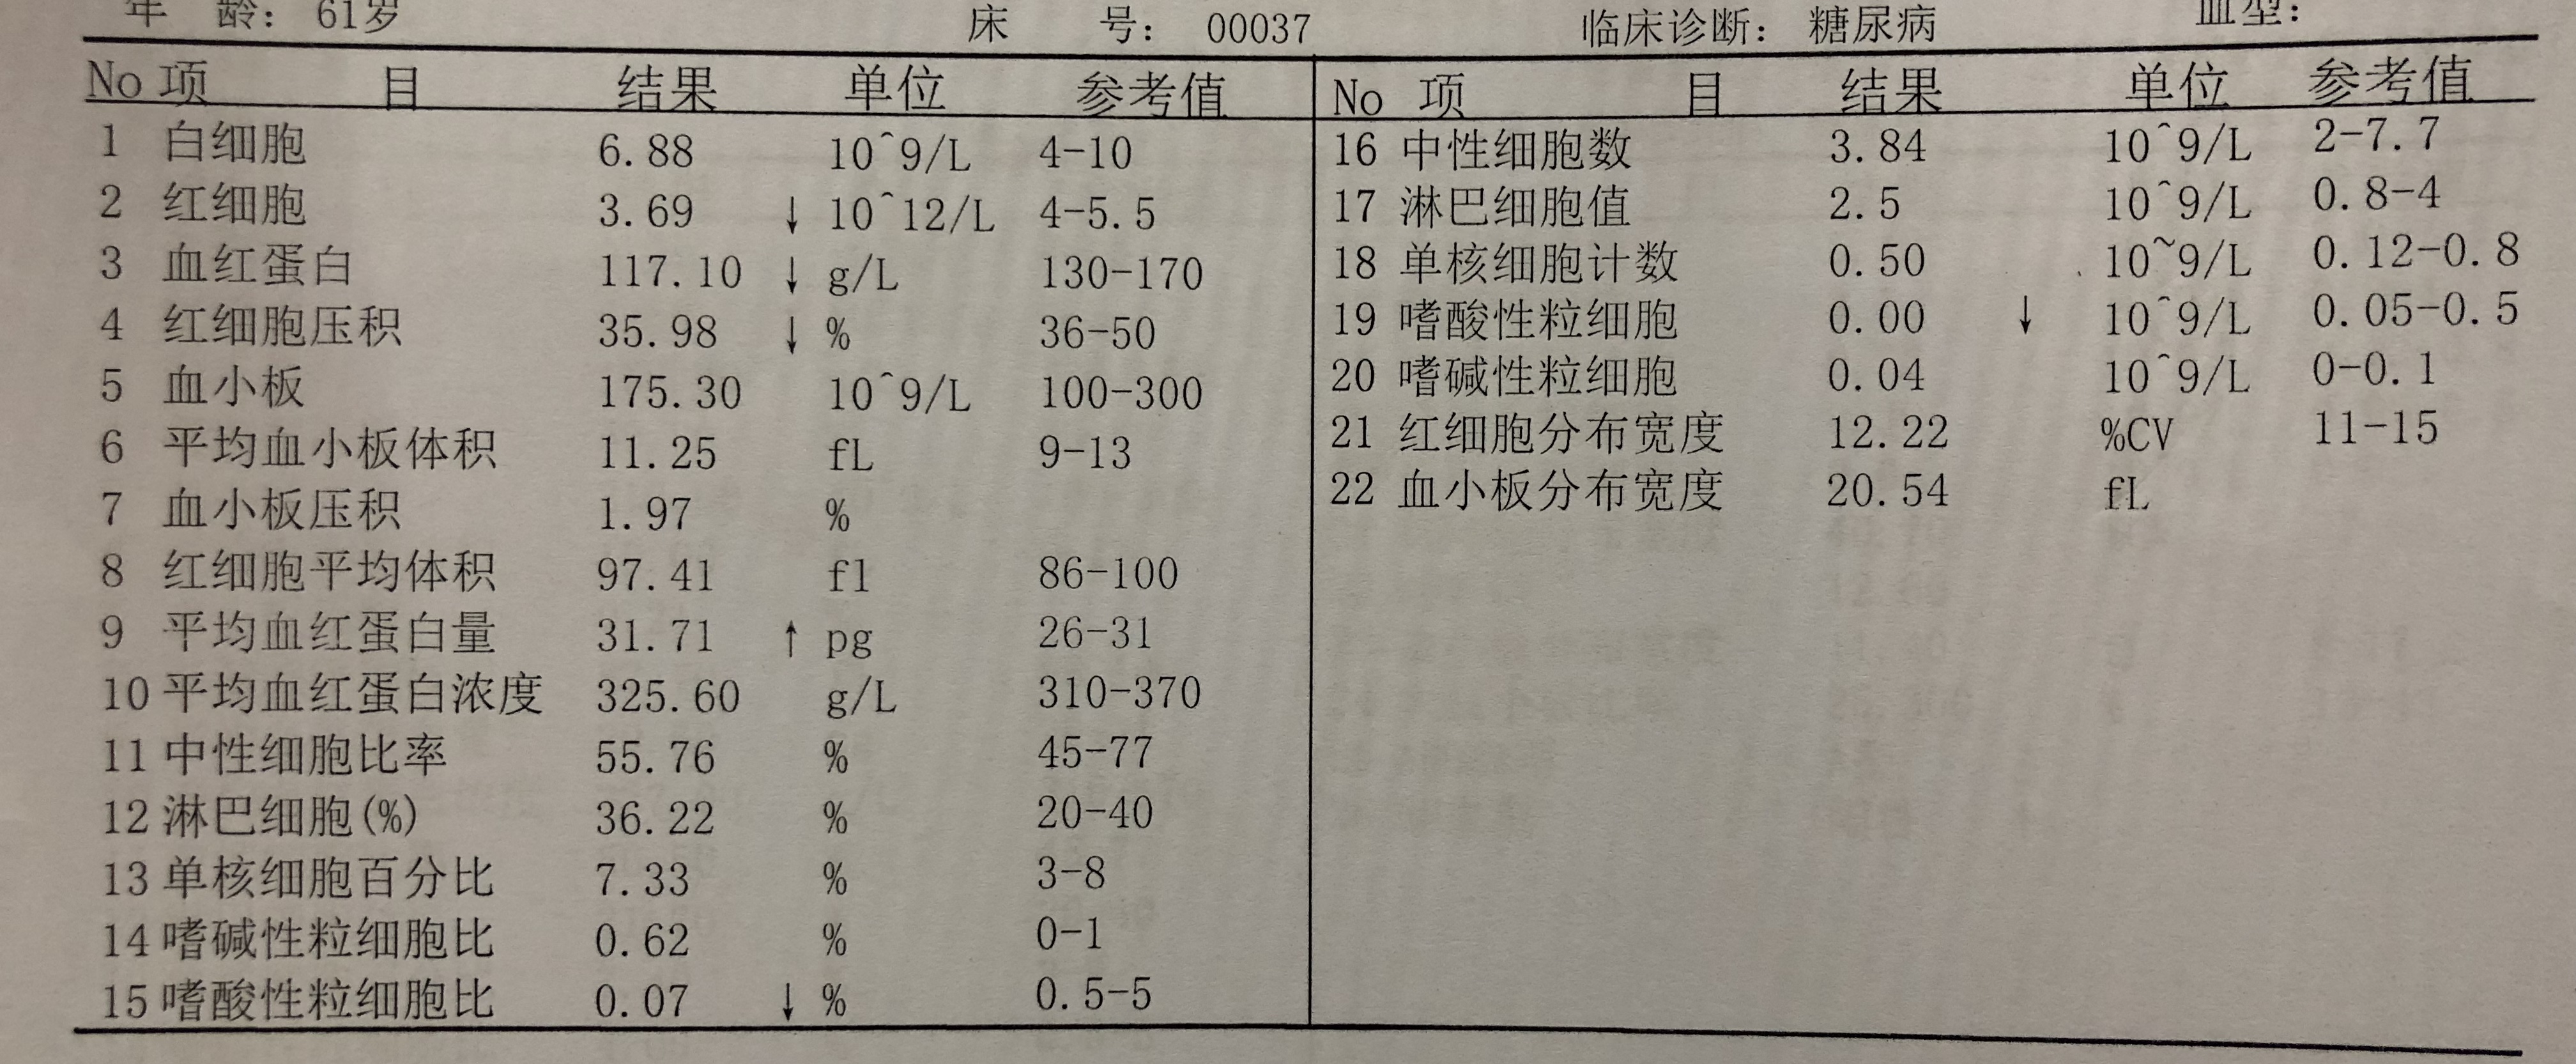 年 龄: 61岁 床 号: 00037 临床诊断: 糖尿病 血型:
No 项 目 结果 单位 参考值
1 白细胞 6.88 10^9/L 4-10
2 红细胞 3.69 ↓ 10^12/L 4-5.5
3 血红蛋白 117.10 ↓ g/L 130-170
4 红细胞压积 35.98 ↓ % 36-50
5 血小板 175.30 10^9/L 100-300
6 平均血小板体积 11.25 fL 9-13
7 血小板压积 1.97 %
8 红细胞平均体积 97.41 fl 86-100
9 平均血红蛋白量 31.71 ↑ pg 26-31
10 平均血红蛋白浓度 325.60 g/L 310-370
11 中性细胞比率 55.76 % 45-77
12 淋巴细胞(%) 36.22 % 20-40
13 单核细胞百分比 7.33 % 3-8
14 嗜碱性粒细胞比 0.62 % 0-1
15 嗜酸性粒细胞比 0.07 ↓ % 0.5-5
No 项 目 结果 单位 参考值
16 中性细胞数 3.84 10^9/L 2-7.7
17 淋巴细胞值 2.5 10^9/L 0.8-4
18 单核细胞计数 0.50 10~9/L 0.12-0.8
19 嗜酸性粒细胞 0.00 ↓ 10^9/L 0.05-0.5
20 嗜碱性粒细胞 0.04 10^9/L 0-0.1
21 红细胞分布宽度 12.22 %CV 11-15
22 血小板分布宽度 20.54 fL